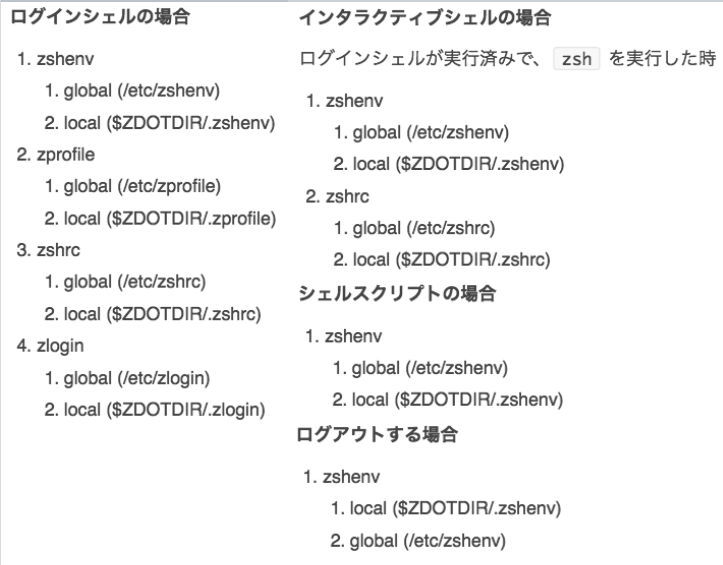 ログインシェルの場合
1. zshenv
1. global (/etc/zshenv)
2. local ($ZDOTDIR/.zshenv)
2. zprofile
1. global (/etc/zprofile)
2. local ($ZDOTDIR/.zprofile)
3. zshrc
1. global (/etc/zshrc)
2. local ($ZDOTDIR/.zshrc)
4. zlogin
1. global (/etc/zlogin)
2. local ($ZDOTDIR/.zlogin)
インタラクティブシェルの場合
ログインシェルが実行済みで、 zsh を実行した時
1. zshenv
1. global (/etc/zshenv)
2. local ($ZDOTDIR/.zshenv)
2. zshrc
1. global (/etc/zshrc)
2. local ($ZDOTDIR/.zshrc)
シェルスクリプトの場合
1. zshenv
1. global (/etc/zshenv)
2. local ($ZDOTDIR/.zshenv)
ログアウトする場合
1. zshenv
1. local ($ZDOTDIR/.zshenv)
2. global (/etc/zshenv)